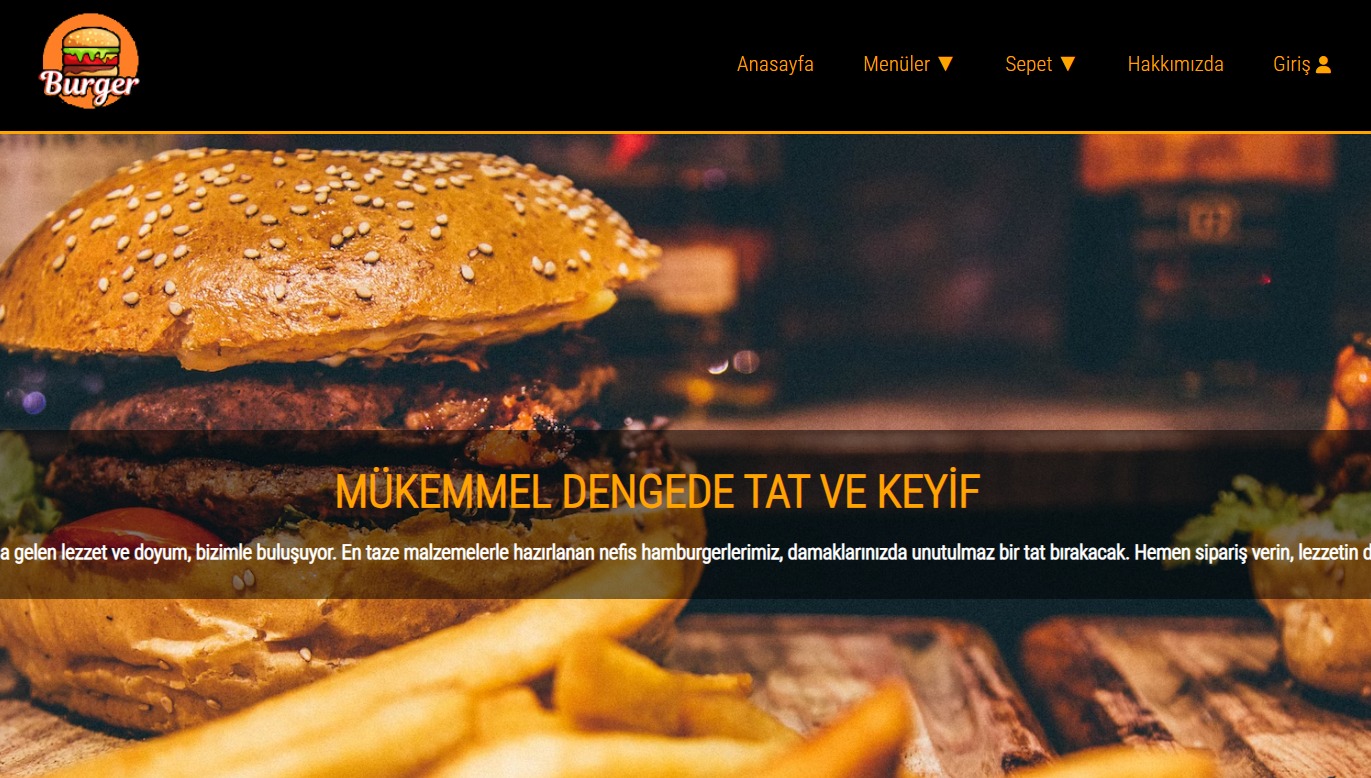 Burger
Anasayfa
Menüler ▼
Sepet ▼
Hakkımızda
Giriş
MÜKEMMEL DENGEDE TAT VE KEYİF
a gelen lezzet ve doyum, bizimle buluşuyor. En taze malzemelerle hazırlanan nefis hamburgerlerimiz, damaklarınızda unutulmaz bir tat bırakacak. Hemen sipariş verin, lezzetin d